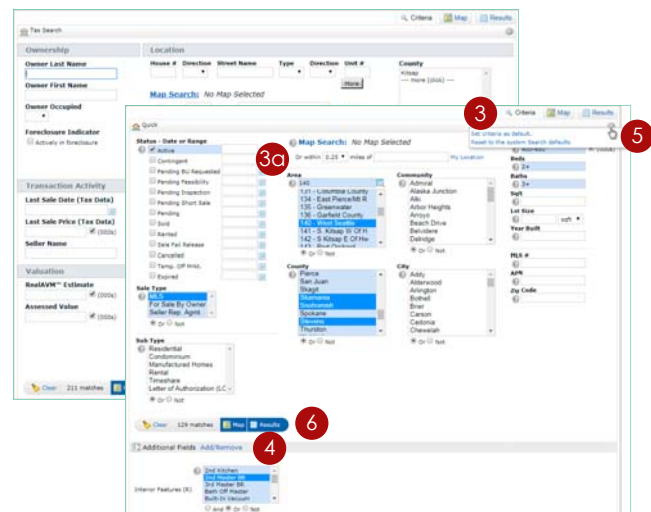 Criteria Map Results
Tax Search
Ownership
Location
Owner Last Name
House # Direction Street Name Type Direction Unit #
County
Kitsap
--- more (click) ---
More
Owner First Name
Map Search: No Map Selected
Owner Occupied
Foreclosure Indicator
Actively in foreclosure
Transaction Activity
Last Sale Date (Tax Data)
Last Sale Price (Tax Data)
(000s)
Seller Name
Valuation
RealAVM™ Estimate
(000s)
Assessed Value
(000s)
Clear 211 matches
3
Criteria Map Results
5
Quick
Set criteria as default.
Reset to the system Search defaults
Status - Date or Range
Active
Contingent
Pending BU Requested
Pending Feasibility
Pending Inspection
Pending Short Sale
Pending
Sold
Rented
Sale Fail Release
Cancelled
Temp. Off Mrkt.
Expired
3a
Map Search: No Map Selected
Or within 0.25 miles of
My Location
Area
140
131 - Columbia County
134 - East Pierce/Mt R
135 - Greenwater
136 - Garfield County
140 - West Seattle
141 - S. Kitsap W Of H
142 - S Kitsap E Of Hw
Or Not
Community
Admiral
Alaska Junction
Alki
Arbor Heights
Arroyo
Beach Drive
Belvidere
Delridge
Or Not
County
Pierce
San Juan
Skagit
Skamania
Snohomish
Spokane
Stevens
Thurston
Or Not
City
Addy
Alderwood
Arlington
Bothell
Brier
Carson
Cedonia
Chewelah
Or Not
Beds
2+
Baths
3+
Sqft
Lot Size
sqft
Year Built
MLS #
APN
Zip Code
Sale Type
MLS
For Sale By Owner
Seller Rep. Agmt
Or Not
Sub Type
Residential
Condominium
Manufactured Homes
Rental
Timeshare
Letter of Authorization (LO
Or Not
Clear 129 matches Map Results
6
Additional Fields Add/Remove
4
Interior Features (R)
2nd Kitchen
2nd Master BR
3rd Master BR
Bath Off Master
Built-In Vacuum
And Or Not